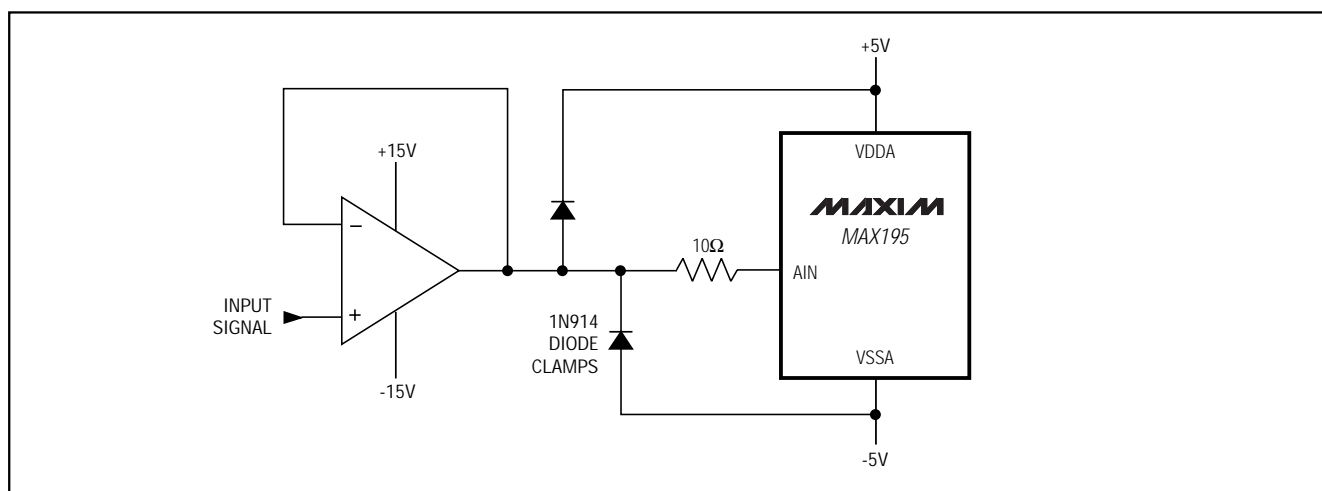 +5V
+15V
VDDA
MAXIM
MAX195
−
10Ω
AIN
INPUT
SIGNAL
+
1N914
DIODE
CLAMPS
VSSA
-15V
-5V